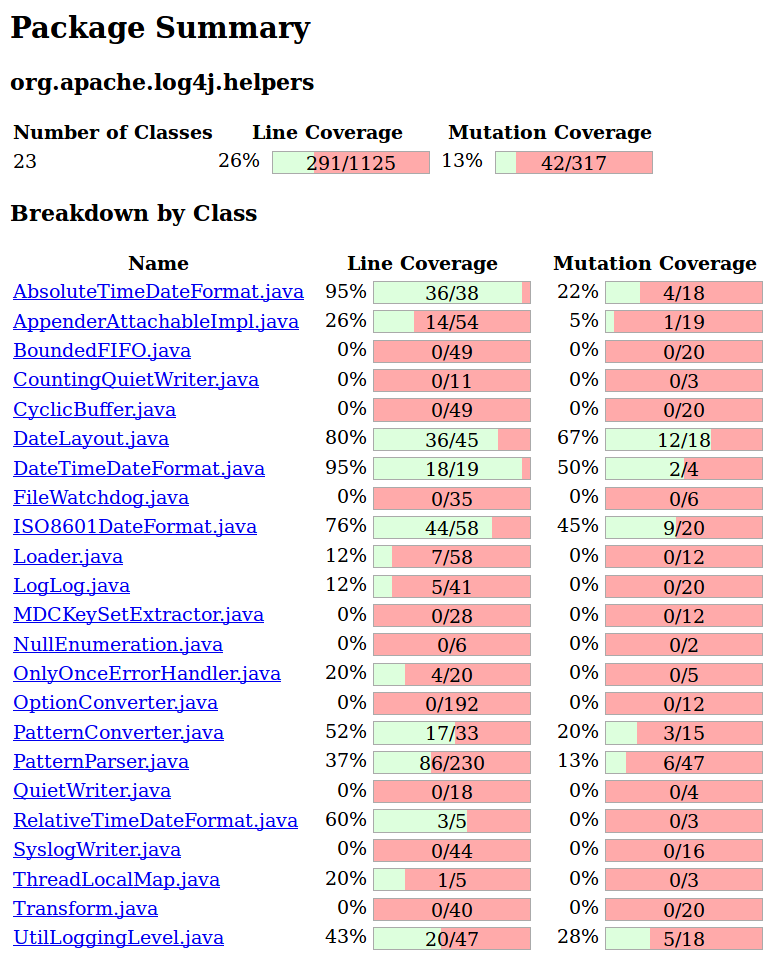 Package Summary
org.apache.log4j.helpers
Number of Classes Line Coverage Mutation Coverage
23 26% 291/1125 13% 42/317
Breakdown by Class
Name Line Coverage Mutation Coverage
AbsoluteTimeDateFormat.java 95% 36/38 22% 4/18
AppenderAttachableImpl.java 26% 14/54 5% 1/19
BoundedFIFO.java 0% 0/49 0% 0/20
CountingQuietWriter.java 0% 0/11 0% 0/3
CyclicBuffer.java 0% 0/49 0% 0/20
DateLayout.java 80% 36/45 67% 12/18
DateTimeDateFormat.java 95% 18/19 50% 2/4
FileWatchdog.java 0% 0/35 0% 0/6
ISO8601DateFormat.java 76% 44/58 45% 9/20
Loader.java 12% 7/58 0% 0/12
LogLog.java 12% 5/41 0% 0/20
MDCKeySetExtractor.java 0% 0/28 0% 0/12
NullEnumeration.java 0% 0/6 0% 0/2
OnlyOnceErrorHandler.java 20% 4/20 0% 0/5
OptionConverter.java 0% 0/192 0% 0/12
PatternConverter.java 52% 17/33 20% 3/15
PatternParser.java 37% 86/230 13% 6/47
QuietWriter.java 0% 0/18 0% 0/4
RelativeTimeDateFormat.java 60% 3/5 0% 0/3
SyslogWriter.java 0% 0/44 0% 0/16
ThreadLocalMap.java 20% 1/5 0% 0/3
Transform.java 0% 0/40 0% 0/20
UtilLoggingLevel.java 43% 20/47 28% 5/18